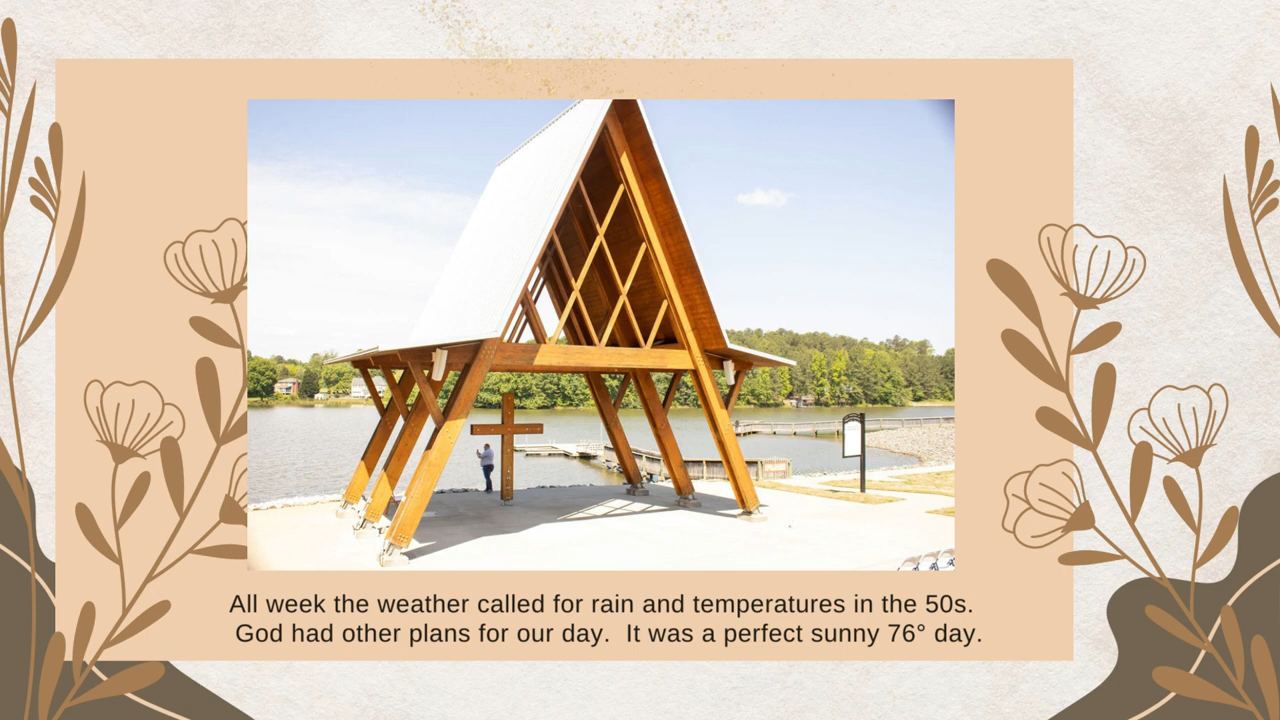 All week the weather called for rain and temperatures in the 50s.
God had other plans for our day.  It was a perfect sunny 76° day.